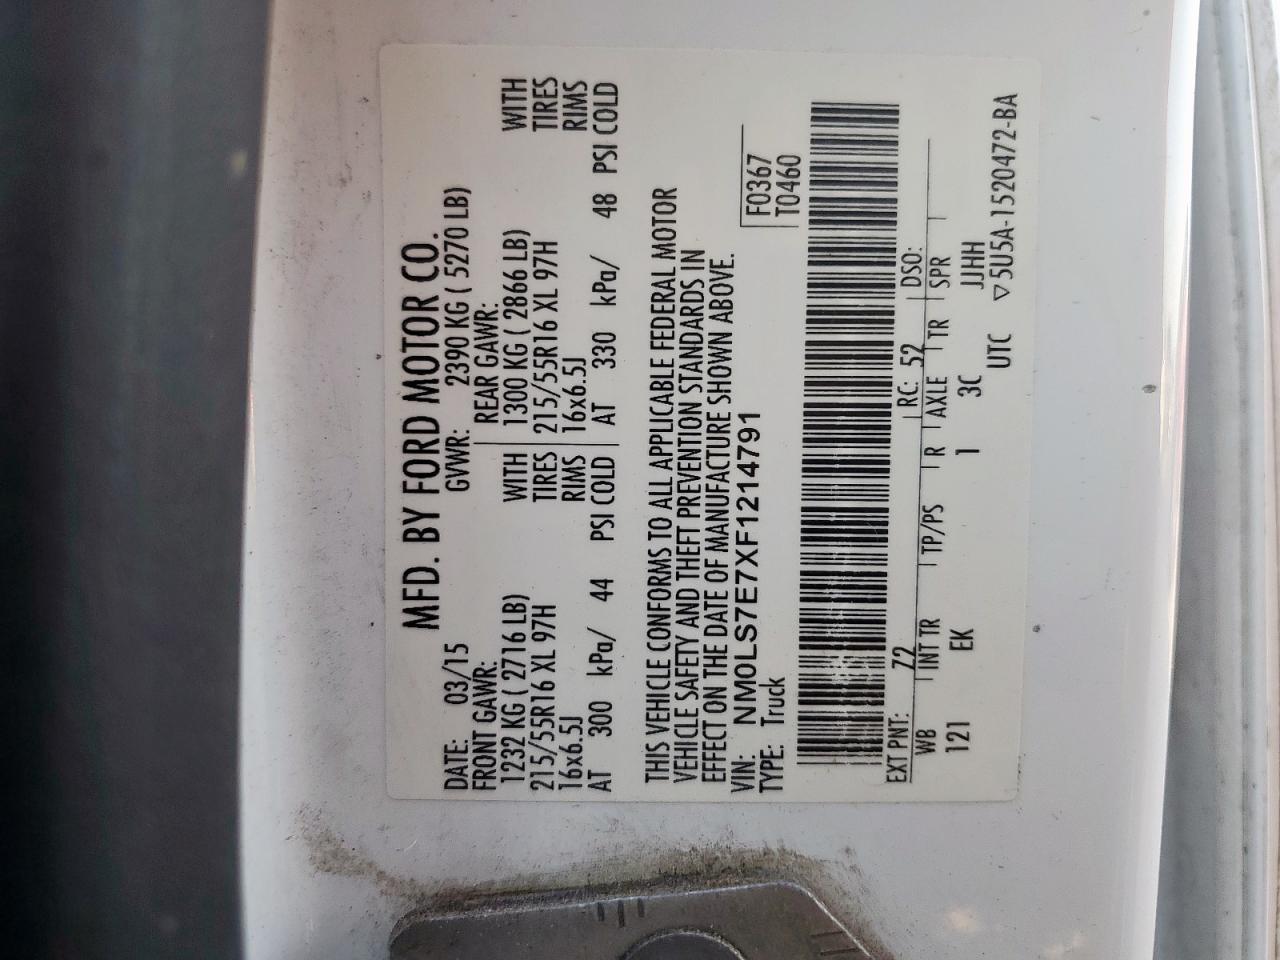 MFD. BY FORD MOTOR CO.
DATE: 03/15 GVWR: 2390 KG ( 5270 LB)
FRONT GAWR: REAR GAWR:
1232 KG ( 2716 LB) WITH 1300 KG ( 2866 LB) WITH
215/55R16 XL 97H TIRES 215/55R16 XL 97H TIRES
16x6.5J RIMS 16x6.5J RIMS
AT 300 kPa/ 44 PSI COLD AT 330 kPa/ 48 PSI COLD
THIS VEHICLE CONFORMS TO ALL APPLICABLE FEDERAL MOTOR
VEHICLE SAFETY AND THEFT PREVENTION STANDARDS IN
EFFECT ON THE DATE OF MANUFACTURE SHOWN ABOVE.
VIN: NM0LS7E7XF1214791 F0367
TYPE: Truck T0460
EXT PNT: Z2 RC: 52 DSO:
WB INT TR TP/PS R AXLE TR SPR
121 EK 1 3C JJHH
UTC ▽5U5A-1520472-BA